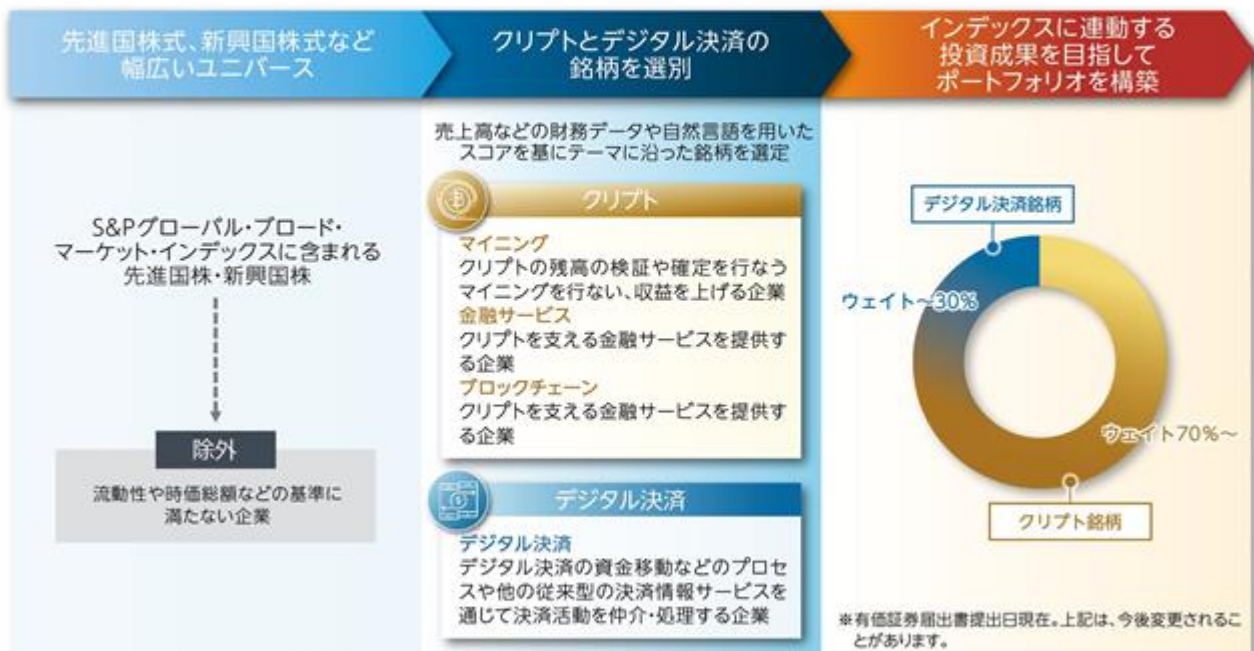 先進国株式、新興国株式など
幅広いユニバース
クリプトとデジタル決済の
銘柄を選別
インデックスに連動する
投資成果を目指して
ポートフォリオを構築
S&Pグローバル・ブロード・
マーケット・インデックスに含まれる
先進国株・新興国株
除外
流動性や時価総額などの基準に
満たない企業
売上高などの財務データや自然言語を用いた
スコアを基にテーマに沿った銘柄を選定
クリプト
マイニング
クリプトの残高の検証や確定を行なう
マイニングを行ない、収益を上げる企業
金融サービス
クリプトを支える金融サービスを提供す
る企業
ブロックチェーン
クリプトを支える金融サービスを提供す
る企業
デジタル決済
デジタル決済
デジタル決済の資金移動などのプロセ
スや他の従来型の決済情報サービスを
通じて決済活動を仲介・処理する企業
デジタル決済銘柄
ウェイト～30%
ウェイト70%～
クリプト銘柄
※有価証券届出書提出日現在。上記は、今後変更されるこ
とがあります。